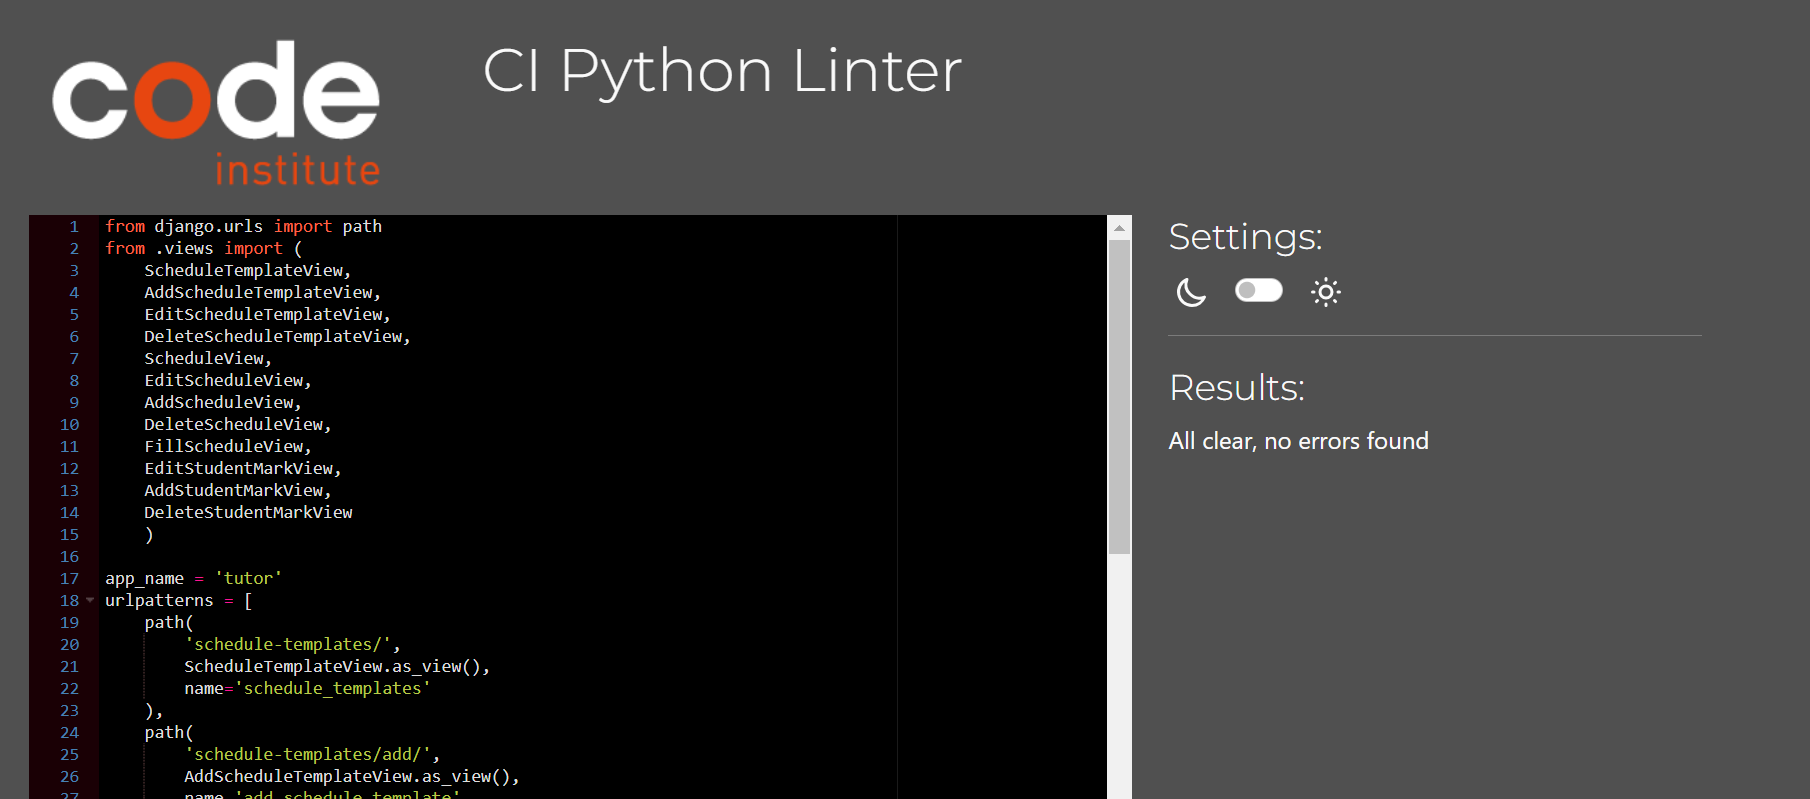 code
institute
CI Python Linter
1 from django.urls import path
2 from .views import (
3     ScheduleTemplateView,
4     AddScheduleTemplateView,
5     EditScheduleTemplateView,
6     DeleteScheduleTemplateView,
7     ScheduleView,
8     EditScheduleView,
9     AddScheduleView,
10     DeleteScheduleView,
11     FillScheduleView,
12     EditStudentMarkView,
13     AddStudentMarkView,
14     DeleteStudentMarkView
15     )
16
17 app_name = 'tutor'
18 urlpatterns = [
19     path(
20         'schedule-templates/',
21         ScheduleTemplateView.as_view(),
22         name='schedule_templates'
23     ),
24     path(
25         'schedule-templates/add/',
26         AddScheduleTemplateView.as_view(),
27         name='add_schedule_template'
Settings:
Results:
All clear, no errors found